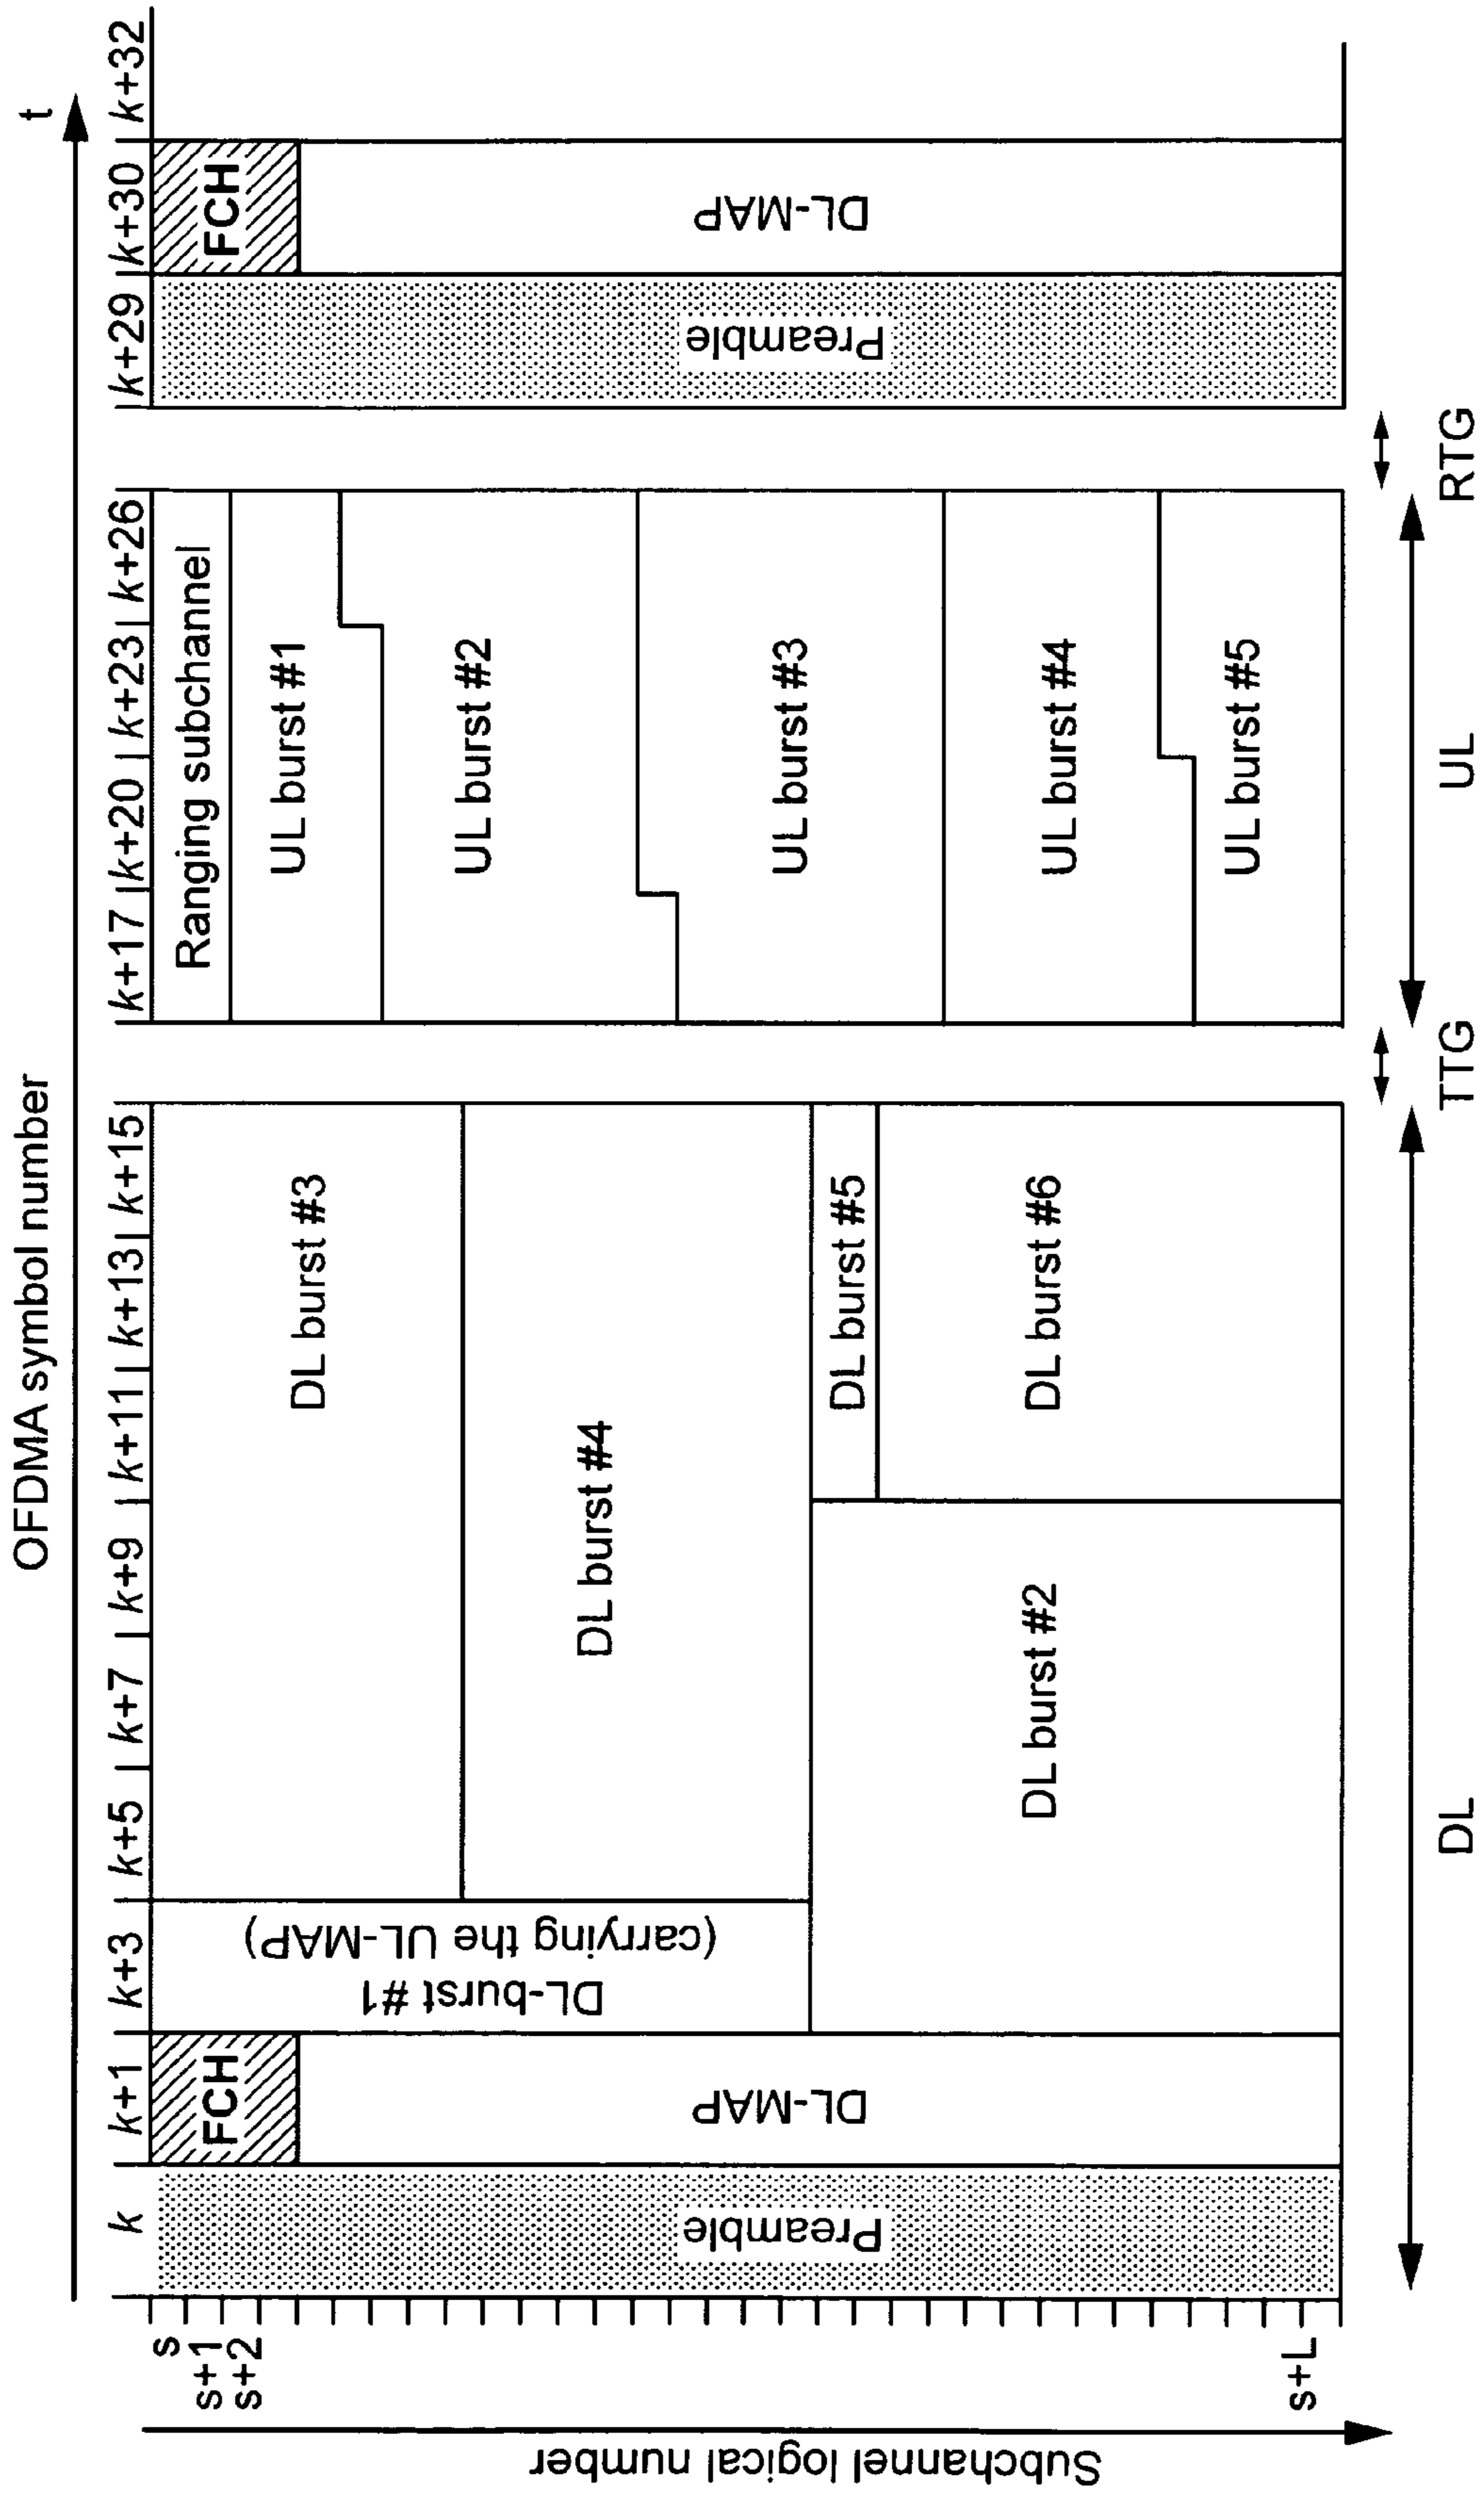 OFDMA symbol number
t
k
k+1
k+3
k+5
k+7
k+9
k+11
k+13
k+15
k+17
k+20
k+23
k+26
k+29
k+30
k+32
Subchannel logical number
s
s+1
s+2
s+L
Preamble
FCH
DL-MAP
DL-burst #1
(carrying the UL-MAP)
DL burst #3
DL burst #4
DL burst #2
DL burst #5
DL burst #6
Ranging subchannel
UL burst #1
UL burst #2
UL burst #3
UL burst #4
UL burst #5
Preamble
FCH
DL-MAP
DL
TTG
UL
RTG